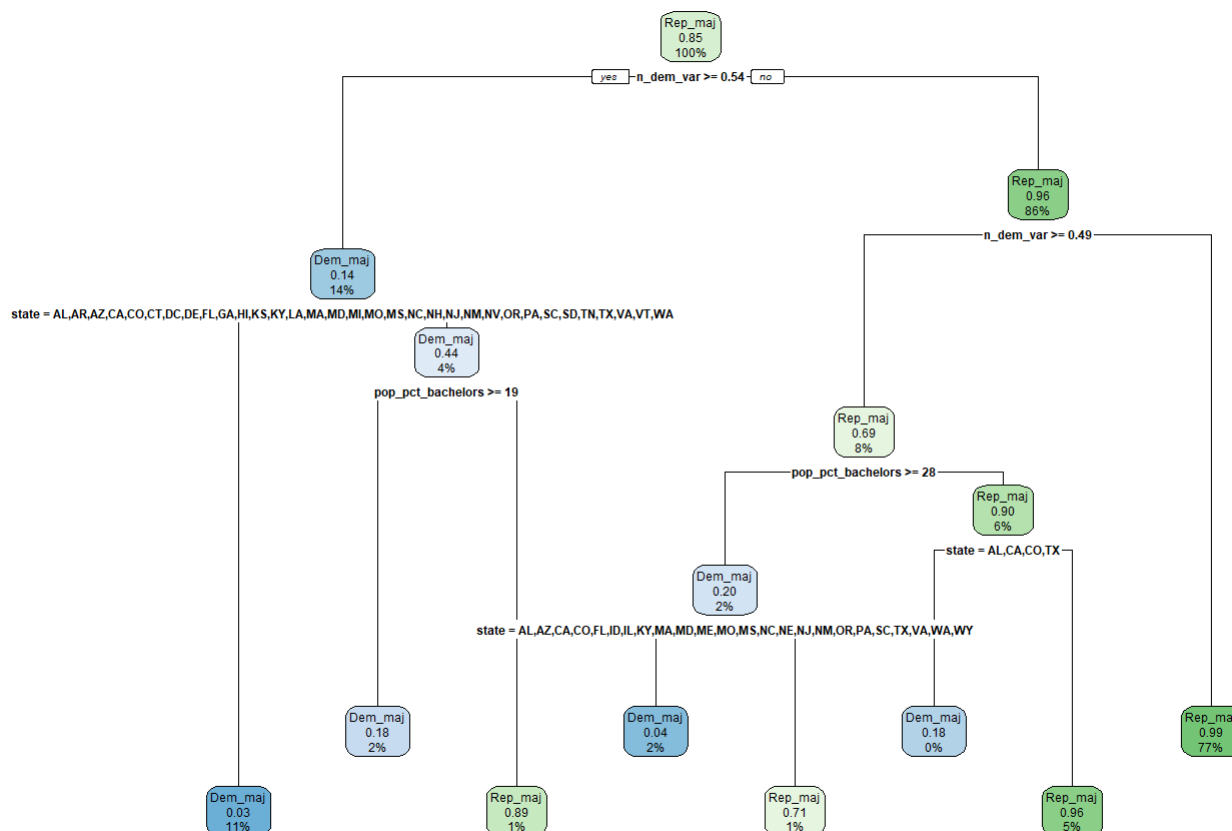 Rep_maj
0.85
100%
yes n_dem_var >= 0.54 no
Rep_maj
0.96
86%
n_dem_var >= 0.49
Dem_maj
0.14
14%
state = AL,AR,AZ,CA,CO,CT,DC,DE,FL,GA,HI,KS,KY,LA,MA,MD,MI,MO,MS,NC,NH,NJ,NM,NV,OR,PA,SC,SD,TN,TX,VA,VT,WA
Dem_maj
0.44
4%
pop_pct_bachelors >= 19
Rep_maj
0.69
8%
pop_pct_bachelors >= 28
Rep_maj
0.90
6%
state = AL,CA,CO,TX
Dem_maj
0.20
2%
state = AL,AZ,CA,CO,FL,ID,IL,KY,MA,MD,ME,MO,MS,NC,NE,NJ,NM,OR,PA,SC,TX,VA,WA,WY
Dem_maj
0.18
2%
Dem_maj
0.04
2%
Dem_maj
0.18
0%
Rep_maj
0.99
77%
Dem_maj
0.03
11%
Rep_maj
0.89
1%
Rep_maj
0.71
1%
Rep_maj
0.96
5%